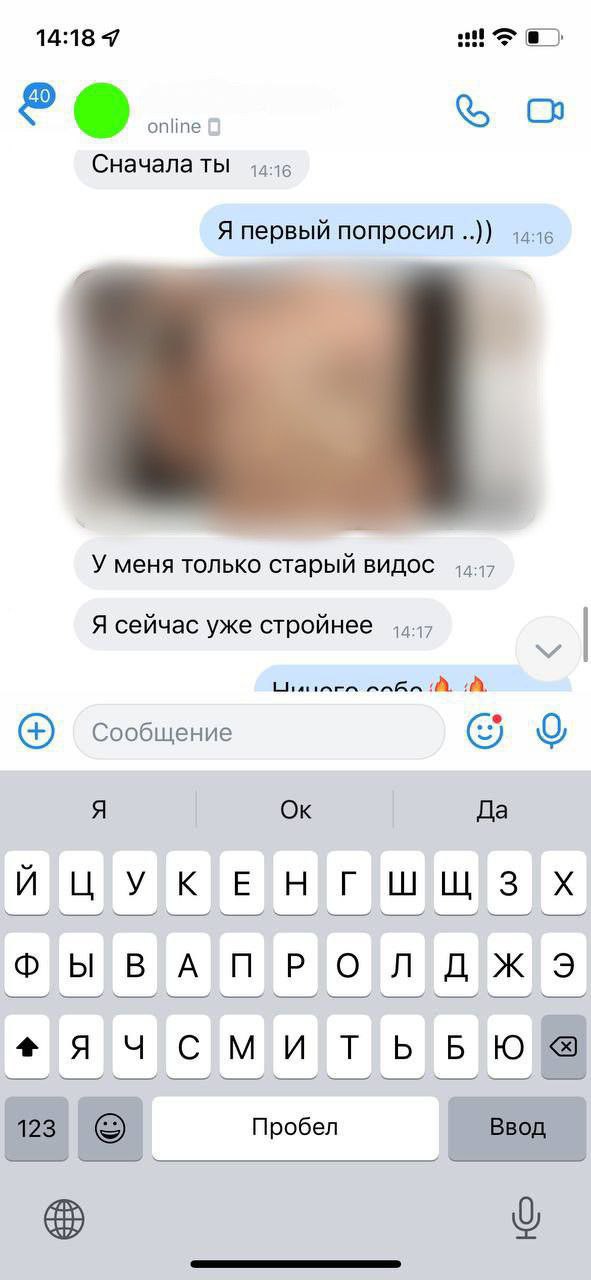 14:18
40
online
Сначала ты 14:16
Я первый попросил ..)) 14:16
У меня только старый видос 14:17
Я сейчас уже стройнее 14:17
Ничего себе🔥🔥
Сообщение
Я Ок Да
Й Ц У К Е Н Г Ш Щ З Х
Ф Ы В А П Р О Л Д Ж Э
Я Ч С М И Т Ь Б Ю
123 Пробел Ввод